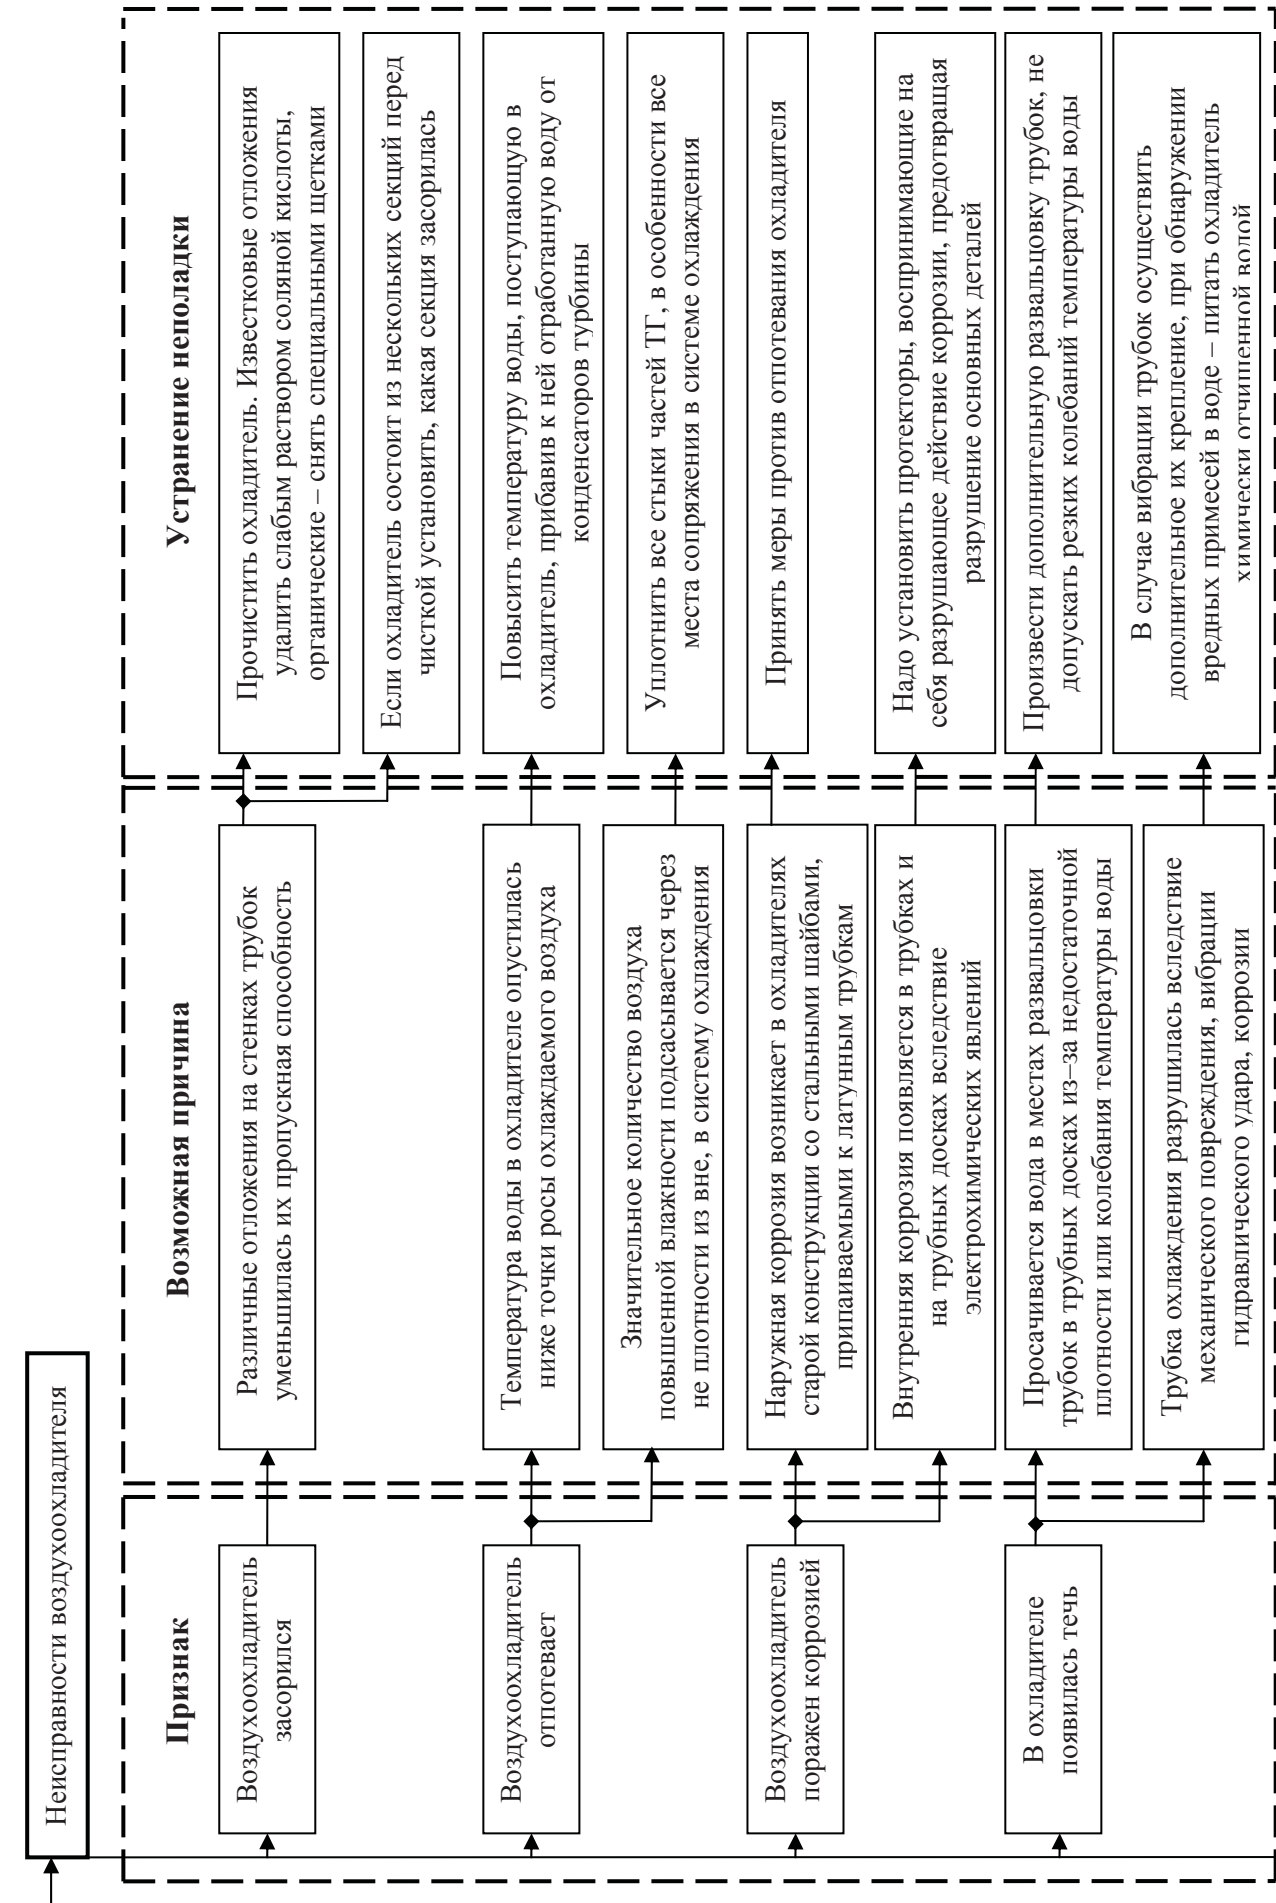 Неисправности воздухоохладителя
Признак
Возможная причина
Устранение неполадки
Воздухоохладитель
засорился
Различные отложения на стенках трубок
уменьшилась их пропускная способность
Прочистить охладитель. Известковые отложения
удалить слабым раствором соляной кислоты,
органические – снять специальными щетками
Если охладитель состоит из нескольких секций перед
чисткой установить, какая секция засорилась
Воздухоохладитель
отпотевает
Температура воды в охладителе опустилась
ниже точки росы охлаждаемого воздуха
Повысить температуру воды, поступающую в
охладитель, прибавив к ней отработанную воду от
конденсаторов турбины
Значительное количество воздуха
повышенной влажности подсасывается через
не плотности из вне, в систему охлаждения
Уплотнить все стыки частей ТГ, в особенности все
места сопряжения в системе охлаждения
Воздухоохладитель
поражен коррозией
Наружная коррозия возникает в охладителях
старой конструкции со стальными шайбами,
припаиваемыми к латунным трубкам
Принять меры против отпотевания охладителя
Внутренняя коррозия появляется в трубках и
на трубных досках вследствие
электрохимических явлений
Надо установить протекторы, воспринимающие на
себя разрушающее действие коррозии, предотвращая
разрушение основных деталей
В охладителе
появилась течь
Просачивается вода в местах развальцовки
трубок в трубных досках из–за недостаточной
плотности или колебания температуры воды
Произвести дополнительную развальцовку трубок, не
допускать резких колебаний температуры воды
Трубка охлаждения разрушилась вследствие
механического повреждения, вибрации
гидравлического удара, коррозии
В случае вибрации трубок осуществить
дополнительное их крепление, при обнаружении
вредных примесей в воде – питать охладитель
химически отчищенной водой